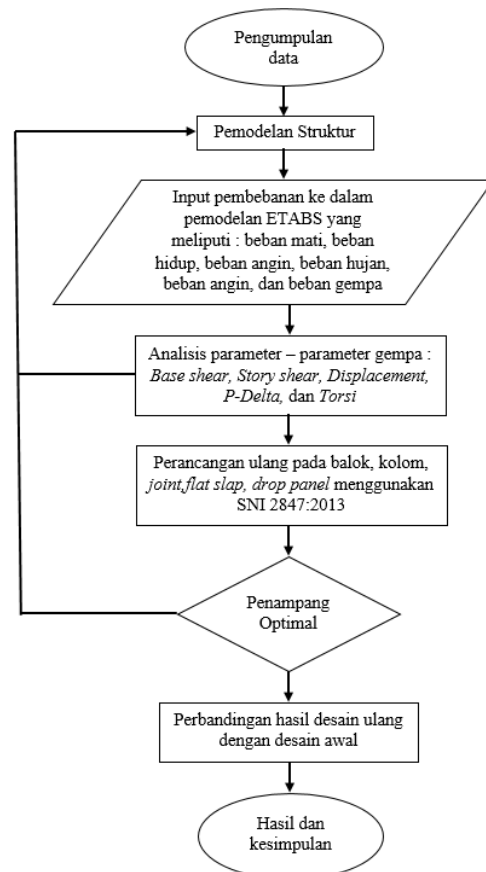 Pengumpulan
data
Pemodelan Struktur
Input pembebanan ke dalam
pemodelan ETABS yang
meliputi : beban mati, beban
hidup, beban angin, beban hujan,
beban angin, dan beban gempa
Analisis parameter – parameter gempa :
Base shear, Story shear, Displacement,
P-Delta, dan Torsi
Perancangan ulang pada balok, kolom,
joint,flat slap, drop panel menggunakan
SNI 2847:2013
Penampang
Optimal
Perbandingan hasil desain ulang
dengan desain awal
Hasil dan
kesimpulan